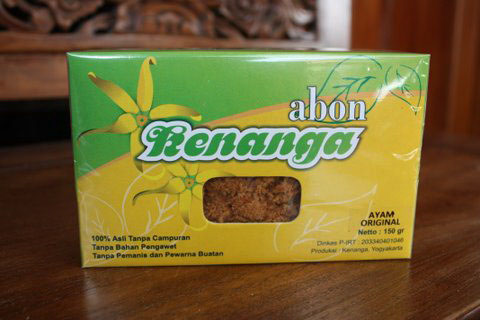 abon
Kenanga
AYAM
ORIGINAL
Netto : 150 gr
Dinkes P-IRT : 203340401046
Produksi : Kenanga, Yogyakarta
100% Asli Tanpa Campuran
Tanpa Bahan Pengawet
Tanpa Pemanis dan Pewarna Buatan